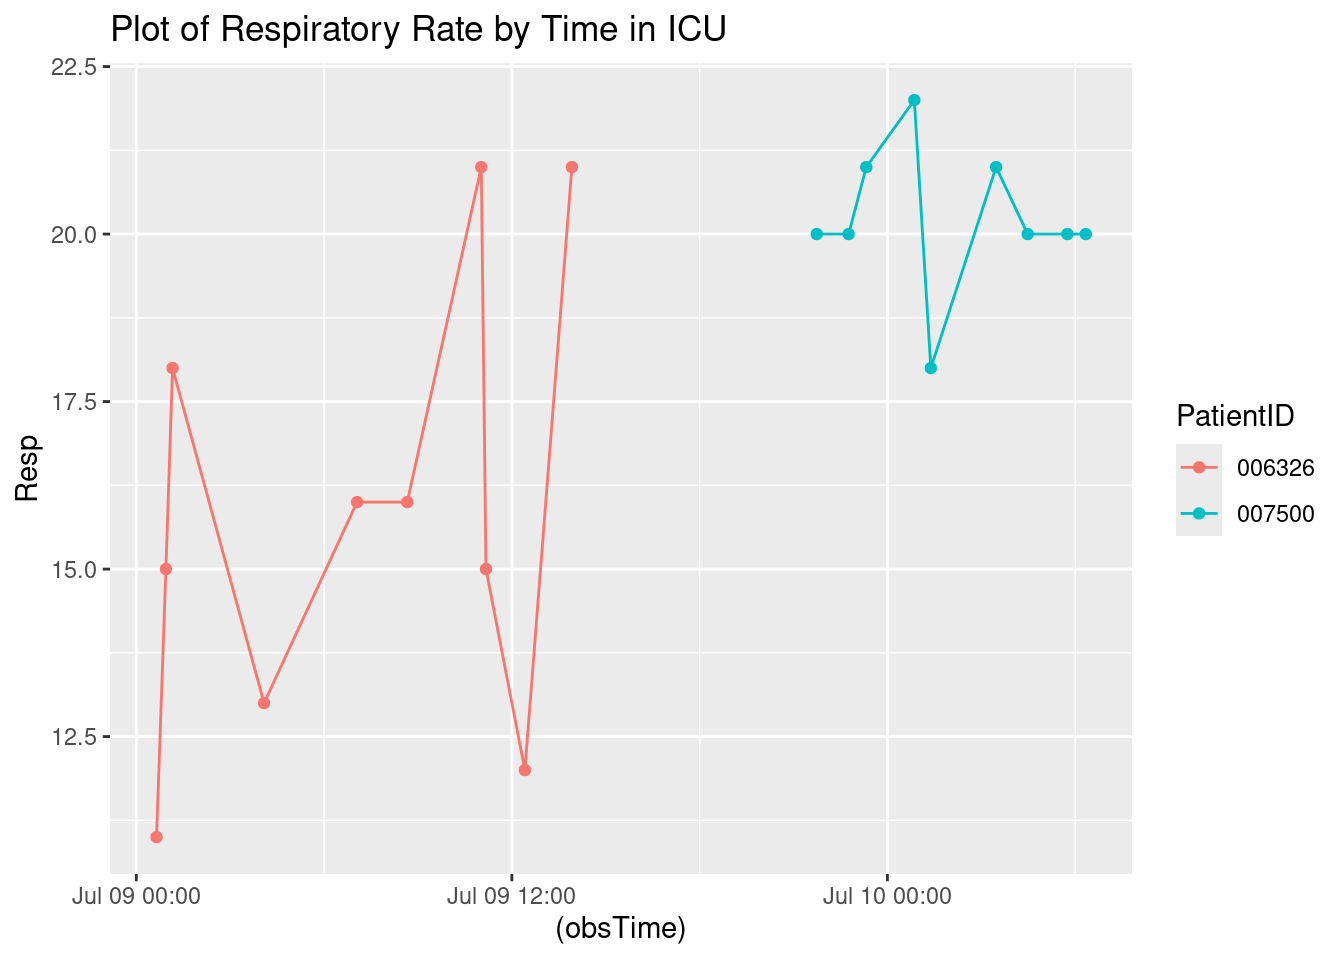 Plot of Respiratory Rate by Time in ICU
22.5
20.0
17.5
15.0
12.5
Resp
Jul 09 00:00
Jul 09 12:00
Jul 10 00:00
(obsTime)
PatientID
006326
007500